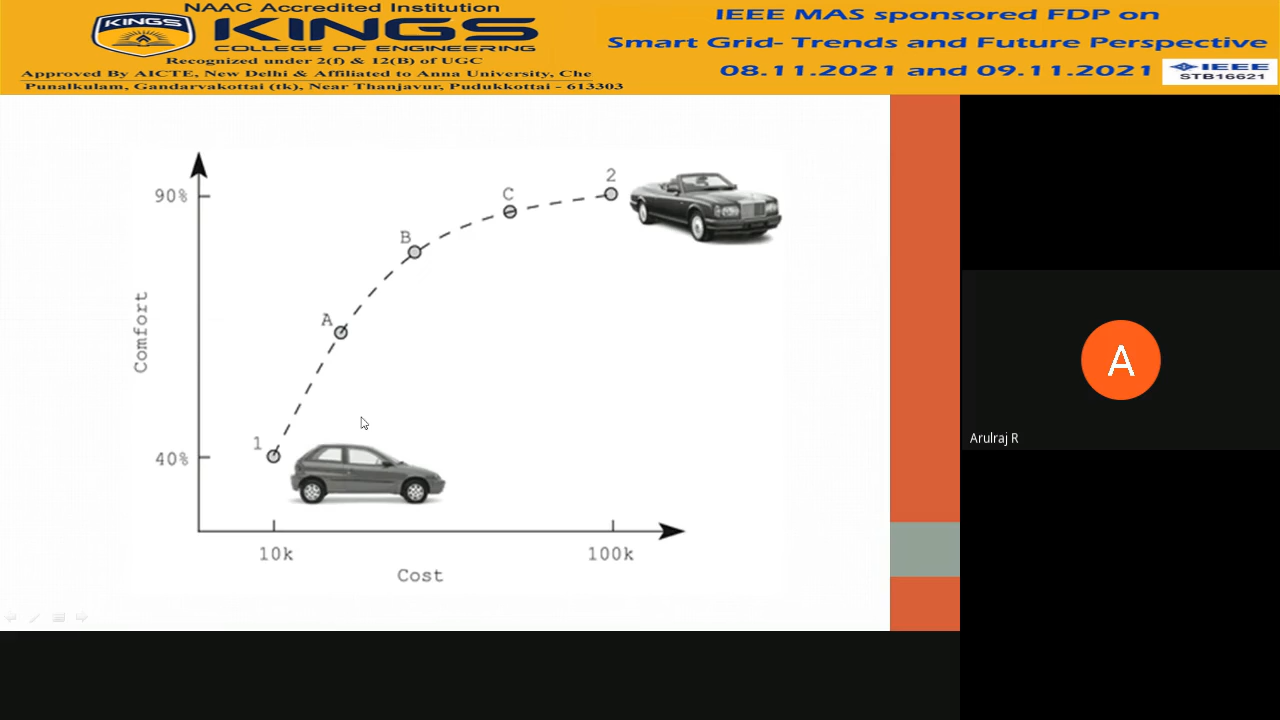 NAAC Accredited Institution
KINGS
KINGS
COLLEGE OF ENGINEERING
Recognized under 2(f) & 12(B) of UGC
Approved By AICTE, New Delhi & Affiliated to Anna University, Che
Punalkulam, Gandarvakottai (tk), Near Thanjavur, Pudukkottai - 613303
IEEE MAS sponsored FDP on
Smart Grid- Trends and Future Perspective
08.11.2021 and 09.11.2021
IEEE
STB16621
2
90%
C
B
A
Comfort
1
40%
10k
100k
Cost
A
Arulraj R